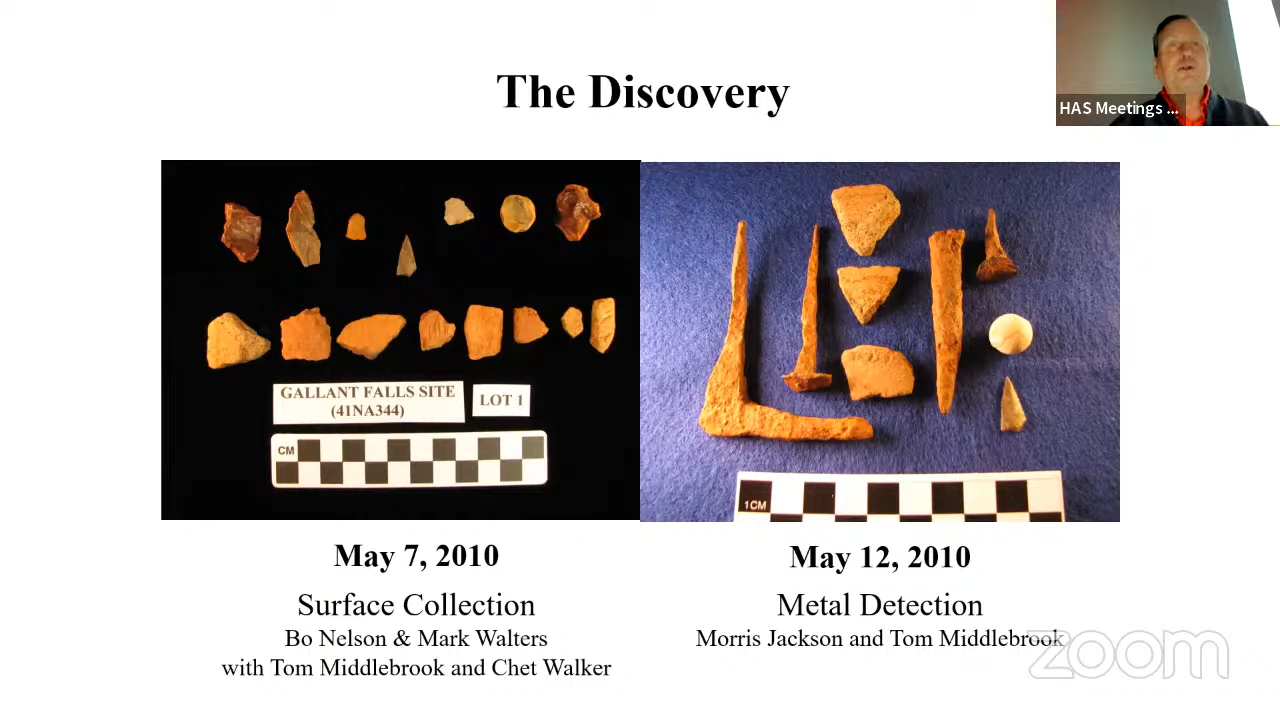 The Discovery
HAS Meetings ...
GALLANT FALLS SITE
(41NA344)
LOT 1
CM
1CM
May 7, 2010
May 12, 2010
Surface Collection
Bo Nelson & Mark Walters
with Tom Middlebrook and Chet Walker
Metal Detection
Morris Jackson and Tom Middlebrook
zoom